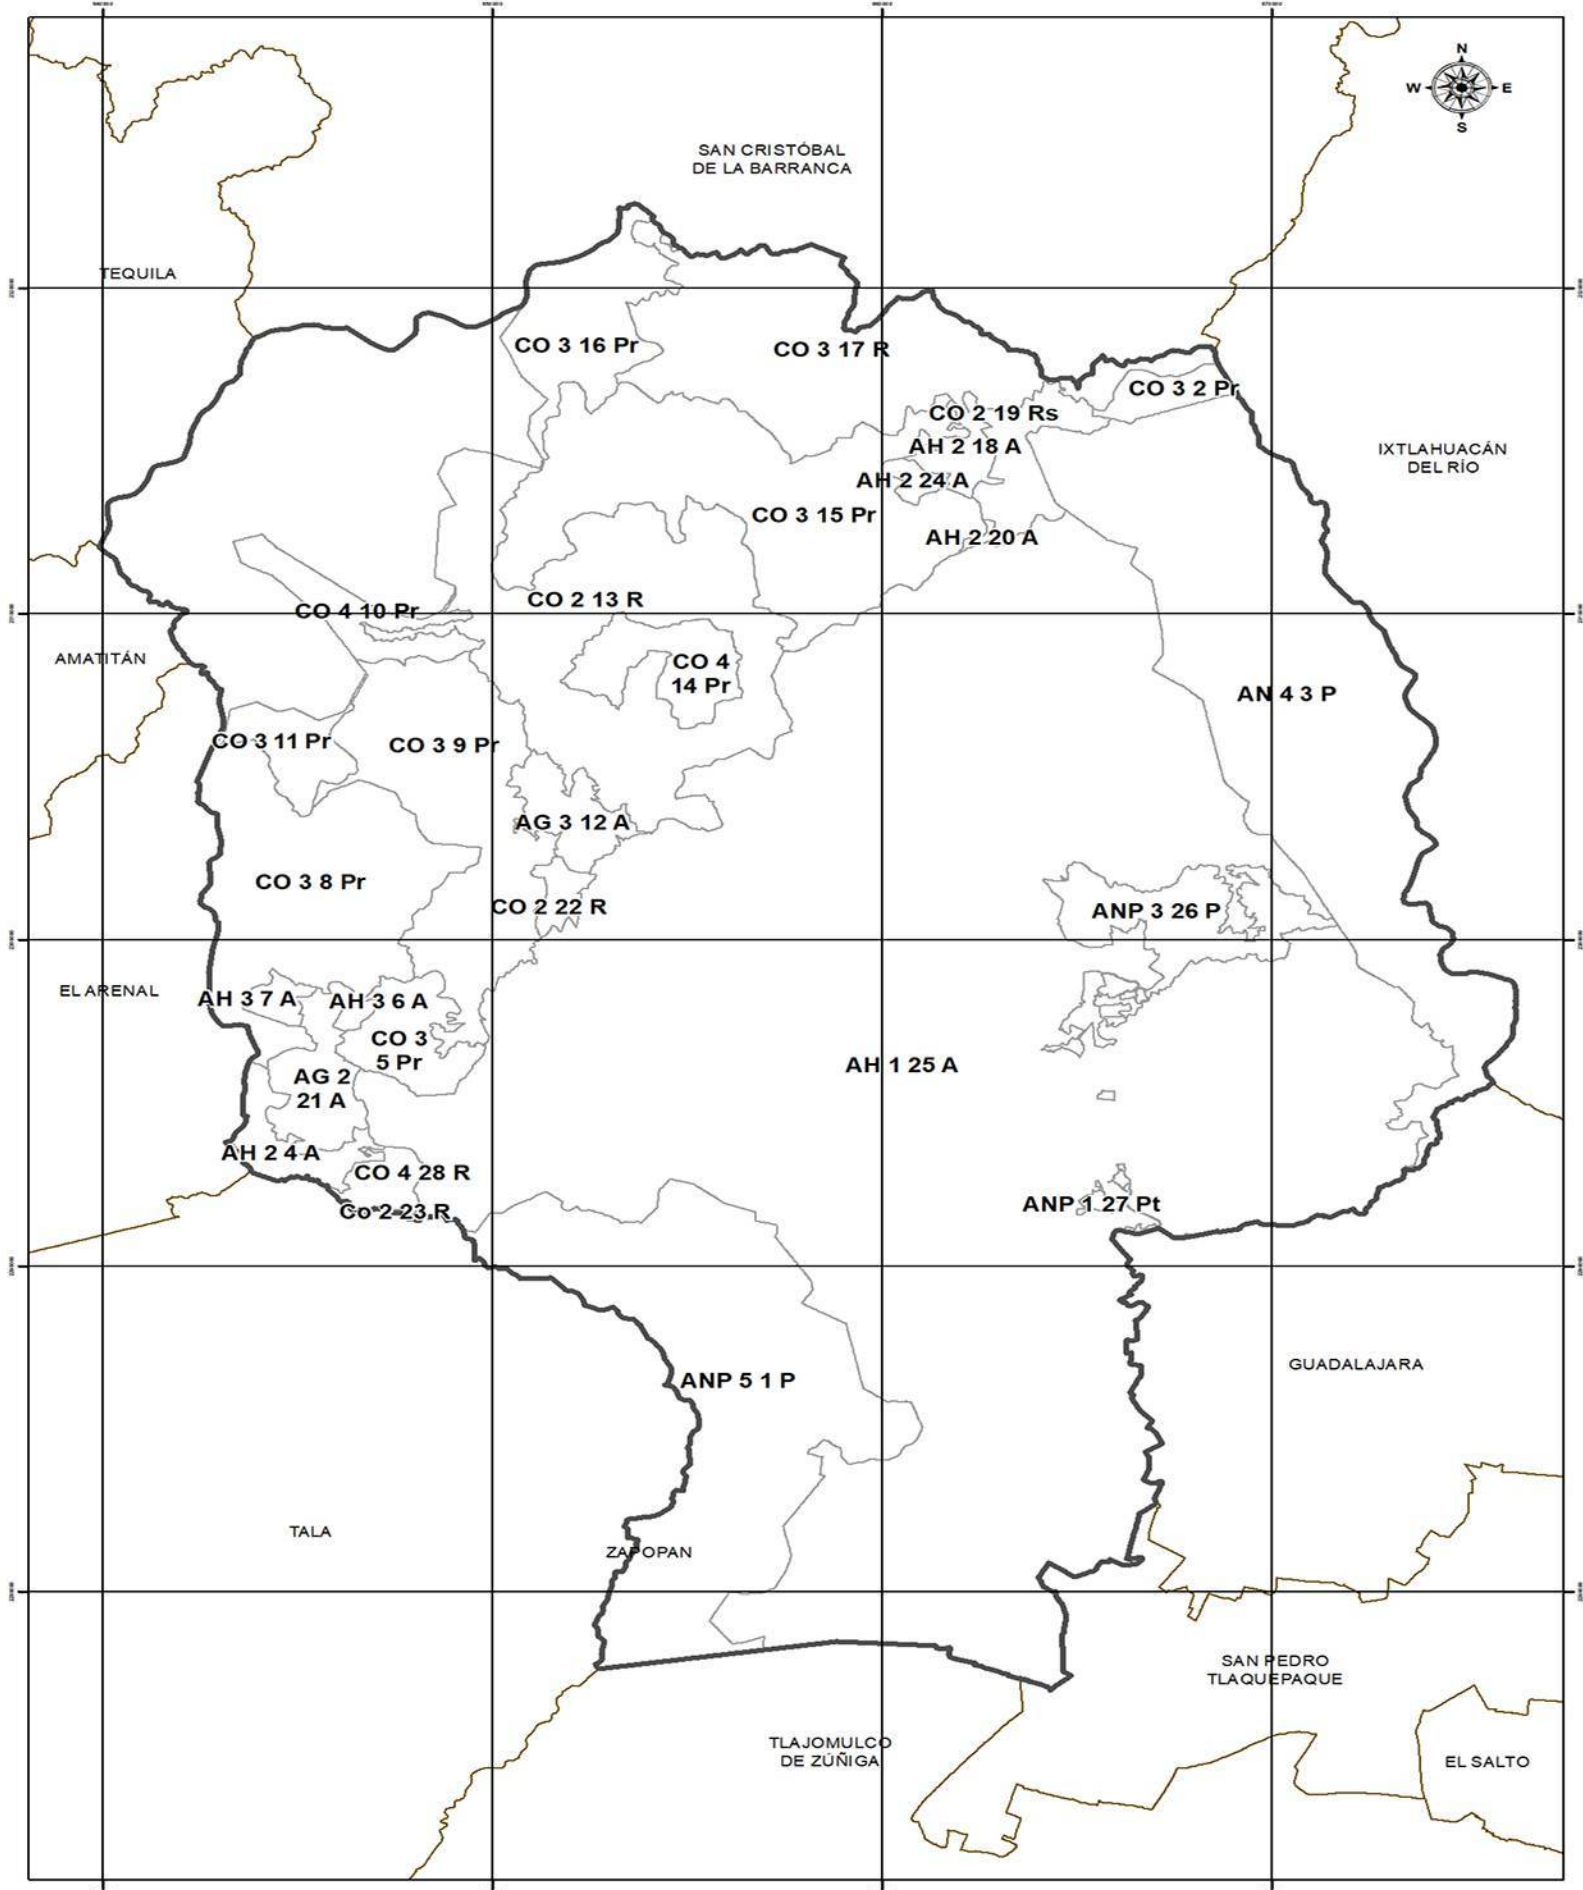 N
W
E
S
SAN CRISTÓBAL
DE LA BARRANCA
TEQUILA
CO 3 16 Pr
CO 3 17 R
CO 3 2 Pr
CO 2 19 Rs
AH 2 18 A
IXTLAHUACÁN
DEL RÍO
AH 2 24 A
CO 3 15 Pr
AH 2 20 A
CO 2 13 R
CO 4 10 Pr
AMATITÁN
CO 4
14 Pr
AN 4 3 P
CO 3 11 Pr
CO 3 9 Pr
AG 3 12 A
CO 3 8 Pr
CO 2 22 R
ANP 3 26 P
EL ARENAL
AH 3 7 A
AH 3 6 A
CO 3
5 Pr
AH 1 25 A
AG 2
21 A
AH 2 4 A
CO 4 28 R
Co 2 23 R
ANP 1 27 Pt
GUADALAJARA
ANP 5 1 P
TALA
ZAPOPAN
SAN PEDRO
TLAQUEPAQUE
TLAJOMULCO
DE ZÚÑIGA
EL SALTO